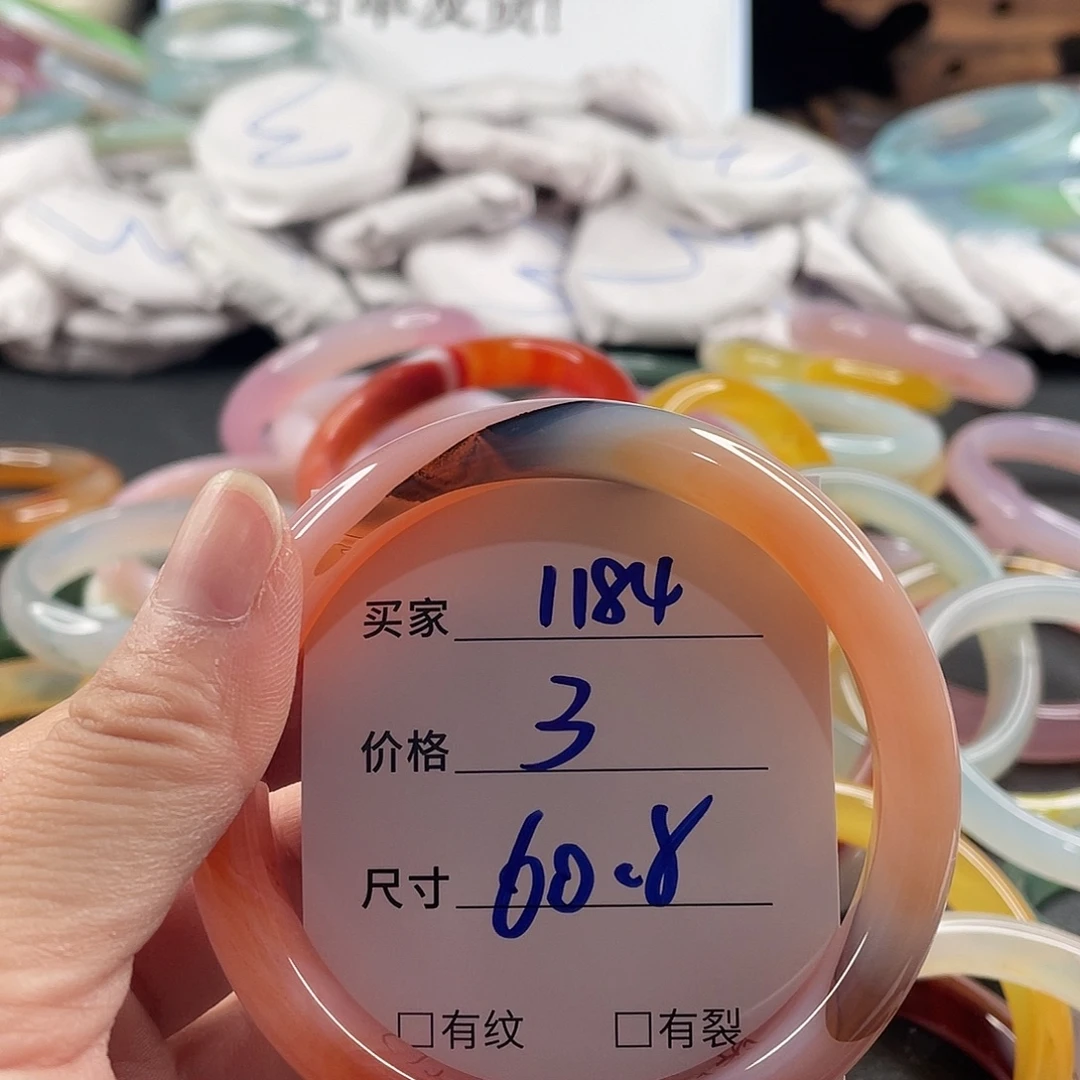 买家 1184
价格 3
尺寸 60.8
□有纹 □有裂